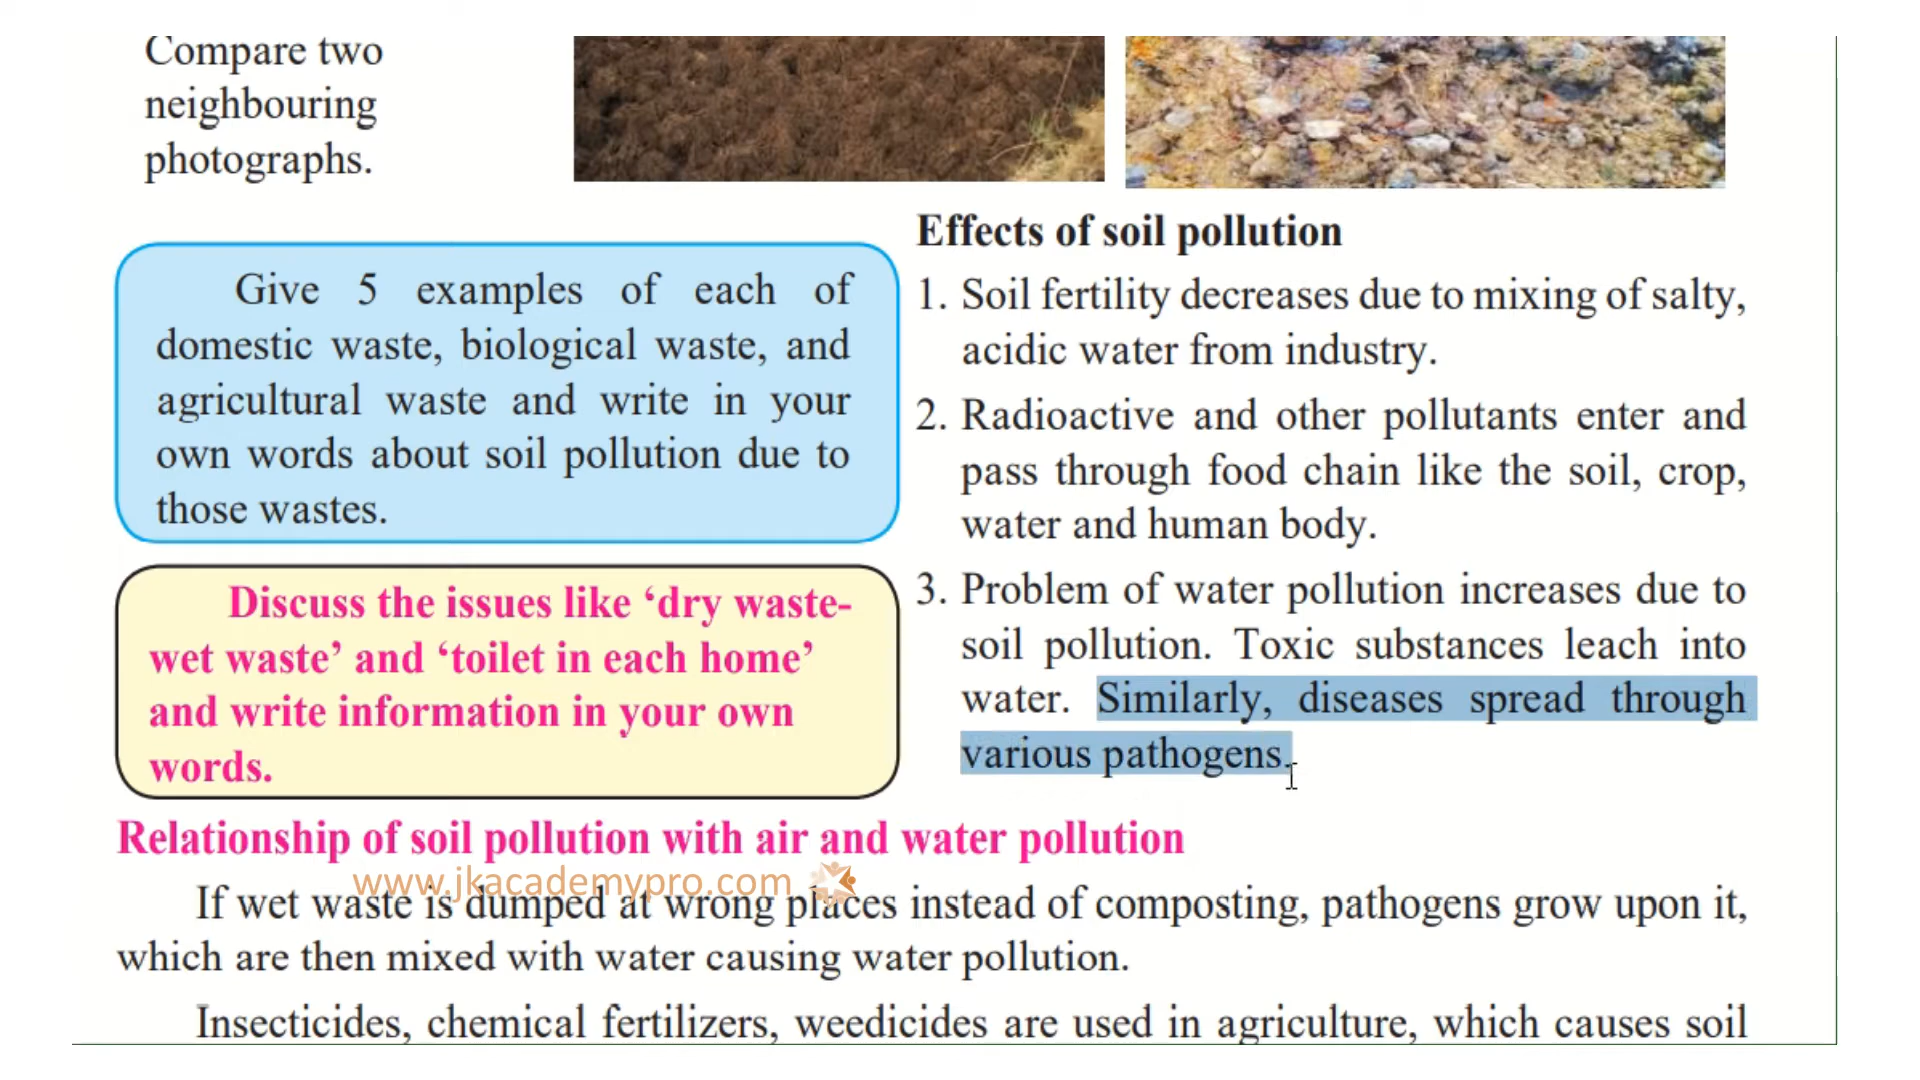 Compare two
neighbouring
photographs.
Give 5 examples of each of
domestic waste, biological waste, and
agricultural waste and write in your
own words about soil pollution due to
those wastes.
Discuss the issues like ‘dry waste-
wet waste’ and ‘toilet in each home’
and write information in your own
words.
Effects of soil pollution
1. Soil fertility decreases due to mixing of salty,
acidic water from industry.
2. Radioactive and other pollutants enter and
pass through food chain like the soil, crop,
water and human body.
3. Problem of water pollution increases due to
soil pollution. Toxic substances leach into
water. Similarly, diseases spread through
various pathogens.
Relationship of soil pollution with air and water pollution
www.jkacademypro.com
If wet waste is dumped at wrong places instead of composting, pathogens grow upon it,
which are then mixed with water causing water pollution.
Insecticides, chemical fertilizers, weedicides are used in agriculture, which causes soil